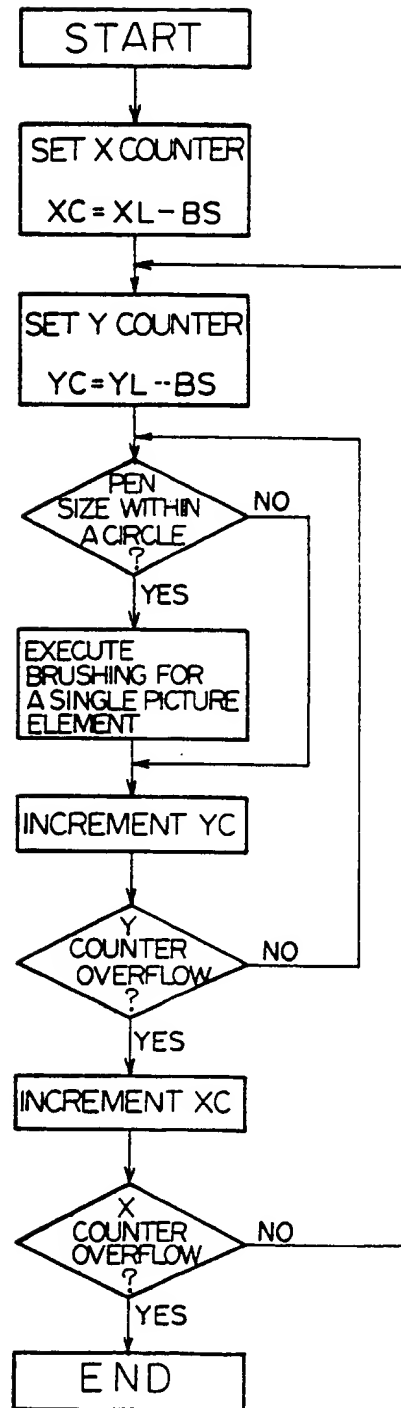 START
SET X COUNTER
XC=XL-BS
SET Y COUNTER
YC=YL--BS
PEN
SIZE WITHIN
A CIRCLE
?
NO
YES
EXECUTE
BRUSHING FOR
A SINGLE PICTURE
ELEMENT
INCREMENT YC
Y
COUNTER
OVERFLOW
?
NO
YES
INCREMENT XC
X
COUNTER
OVERFLOW
?
NO
YES
END